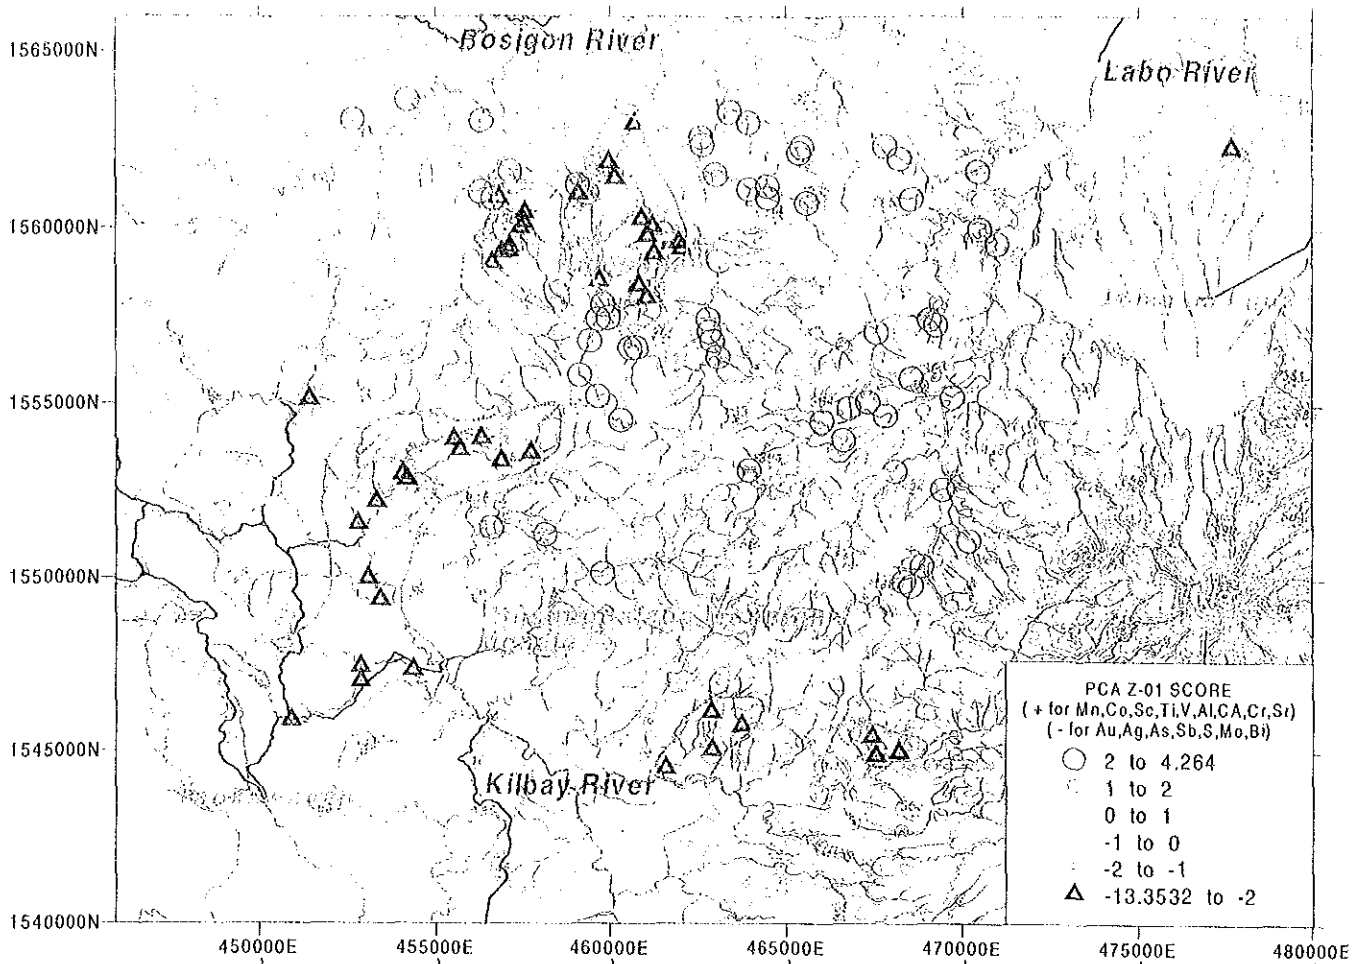 1565000N
Bosigon River
Labo River
1560000N
1555000N
1550000N
1545000N
Kilbay River
1540000N
PCA Z-01 SCORE
( + for Mn,Co,Sc,Ti,V,Al,CA,Cr,Sr)
( - for Au,Ag,As,Sb,S,Mo,Bi)
2 to 4.264
1 to 2
0 to 1
-1 to 0
-2 to -1
-13.3532 to -2
450000E
455000E
460000E
465000E
470000E
475000E
480000E